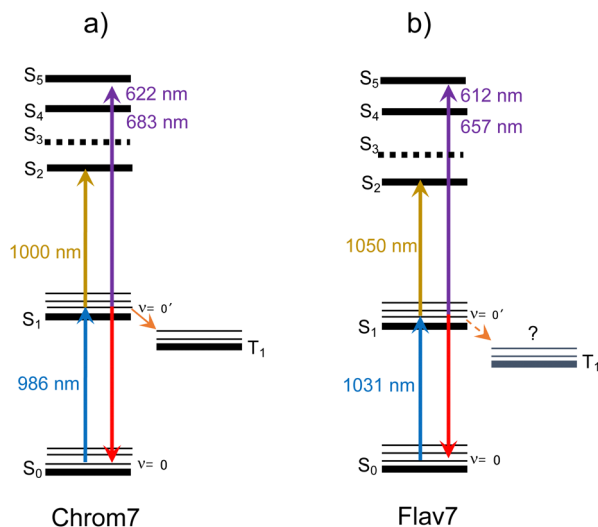 a)
S5
622 nm
S4
683 nm
S3
S2
1000 nm
ν= 0′
S1
T1
986 nm
S0
ν= 0
Chrom7
b)
S5
612 nm
S4
657 nm
S3
S2
1050 nm
ν= 0′
S1
?
T1
1031 nm
S0
ν= 0
Flav7